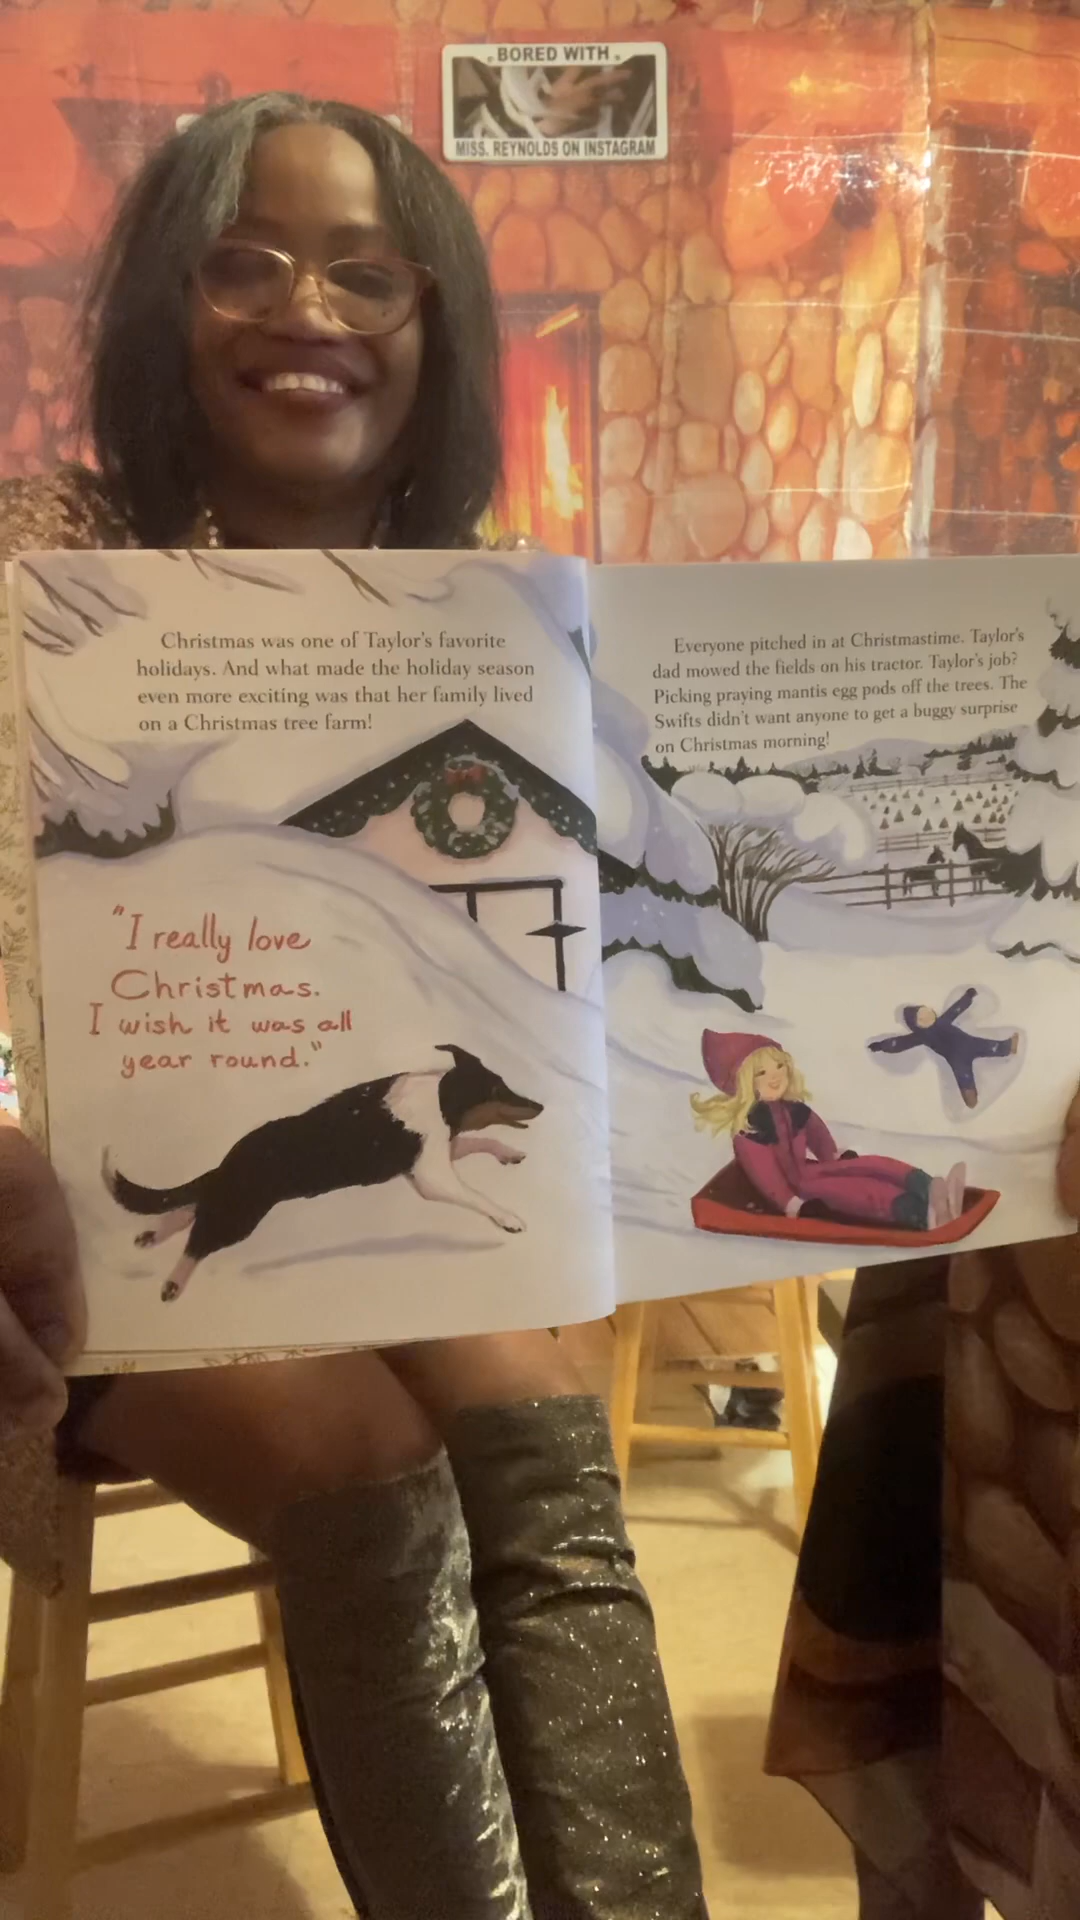 BORED WITH
MISS. REYNOLDS ON INSTAGRAM
Christmas was one of Taylor's favorite
holidays. And what made the holiday season
even more exciting was that her family lived
on a Christmas tree farm!
"I really love
Christmas.
I wish it was all
year round."
Everyone pitched in at Christmastime. Taylor's
dad mowed the fields on his tractor. Taylor's job?
Picking praying mantis egg pods off the trees. The
Swifts didn't want anyone to get a buggy surprise
on Christmas morning!